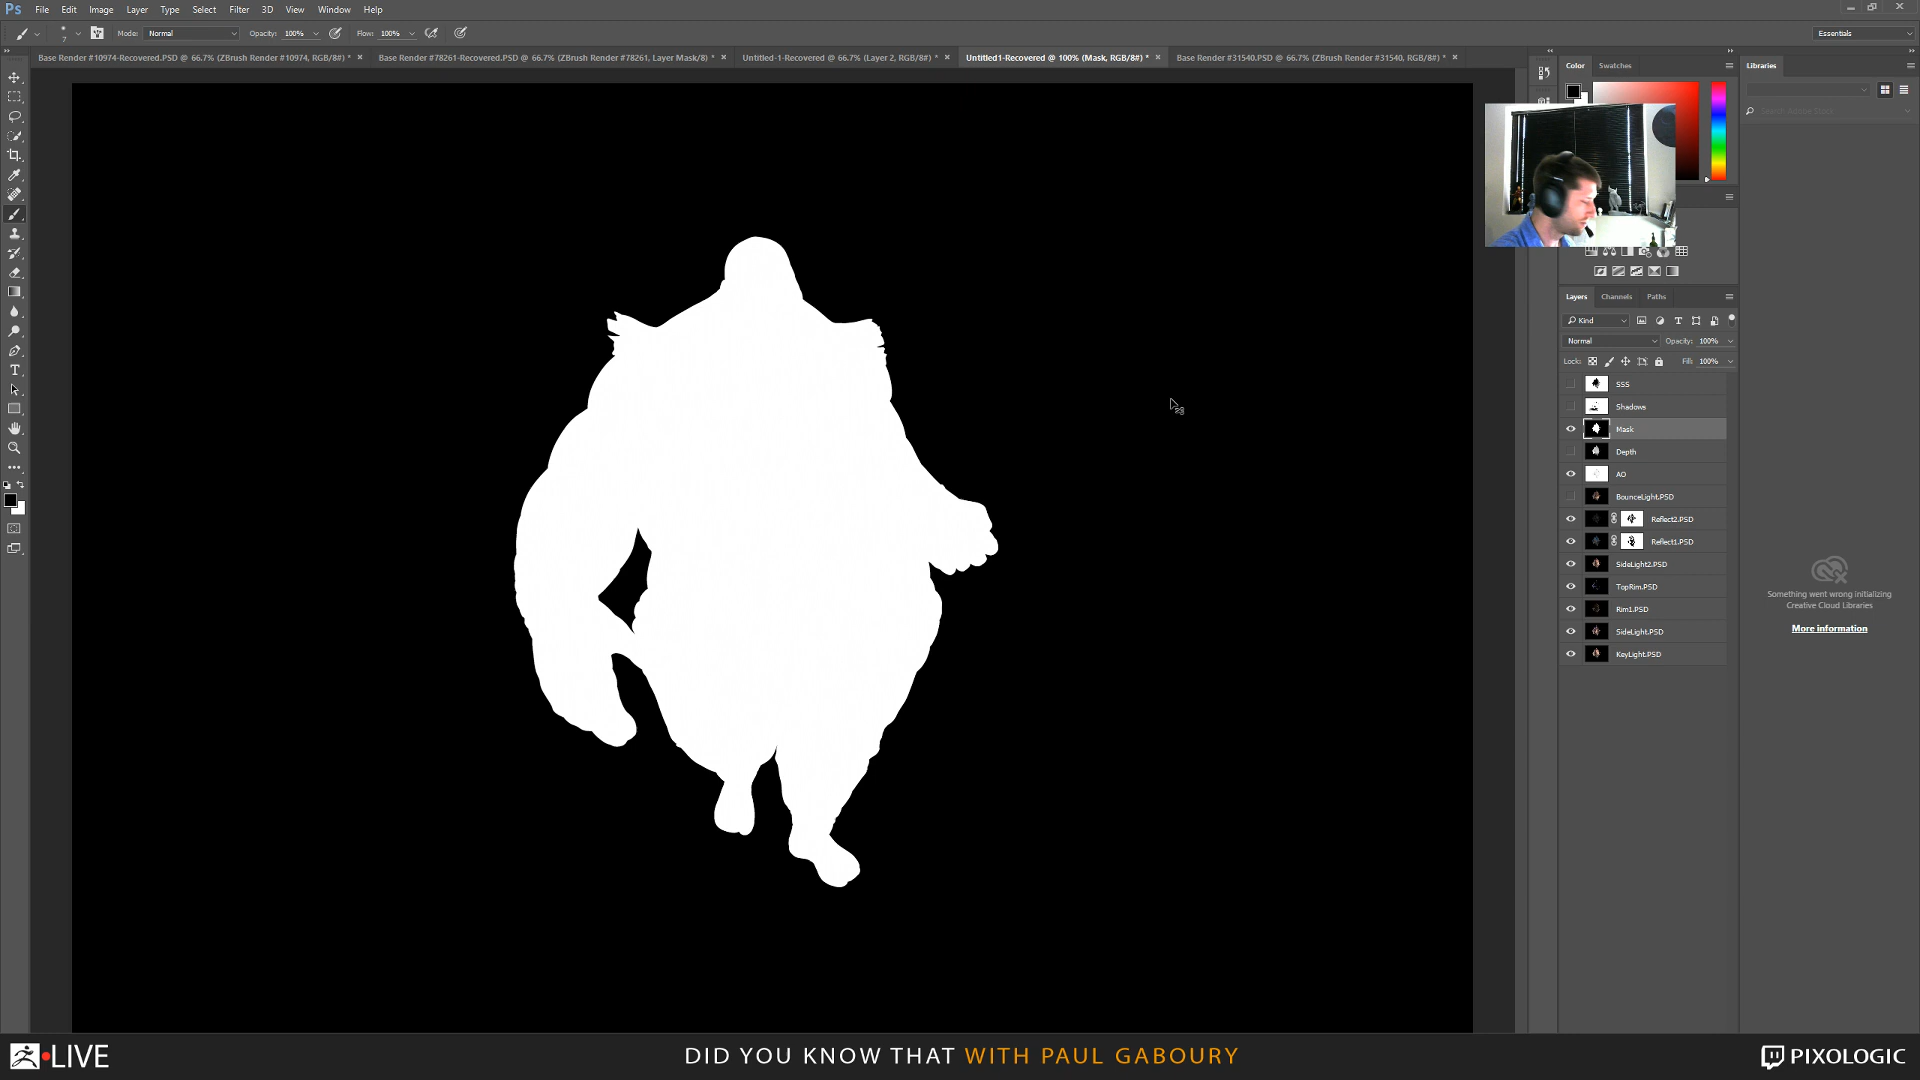 Ps File Edit Image Layer Type Select Filter 3D View Window Help
Mode: Normal Opacity: 100% Flow: 100% Essentials
Base Render #10974-Recovered.PSD @ 66.7% (ZBrush Render #10974, RGB/8#) * ×
Base Render #78261-Recovered.PSD @ 66.7% (ZBrush Render #78261, Layer Mask/8) * ×
Untitled-1-Recovered @ 66.7% (Layer 2, RGB/8#) * ×
Untitled1-Recovered @ 100% (Mask, RGB/8#) * ×
Base Render #31540.PSD @ 66.7% (ZBrush Render #31540, RGB/8#) * ×
Color Swatches
Libraries
Search Adobe Stock
Layers Channels Paths
Kind
Normal Opacity: 100%
Lock: Fill: 100%
SSS
Shadows
Mask
Depth
AO
BounceLight.PSD
Reflect2.PSD
Reflect1.PSD
SideLight2.PSD
TopRim.PSD
Rim1.PSD
SideLight.PSD
KeyLight.PSD
Something went wrong initializing
Creative Cloud Libraries
More information
LIVE
DID YOU KNOW THAT WITH PAUL GABOURY
PIXOLOGIC